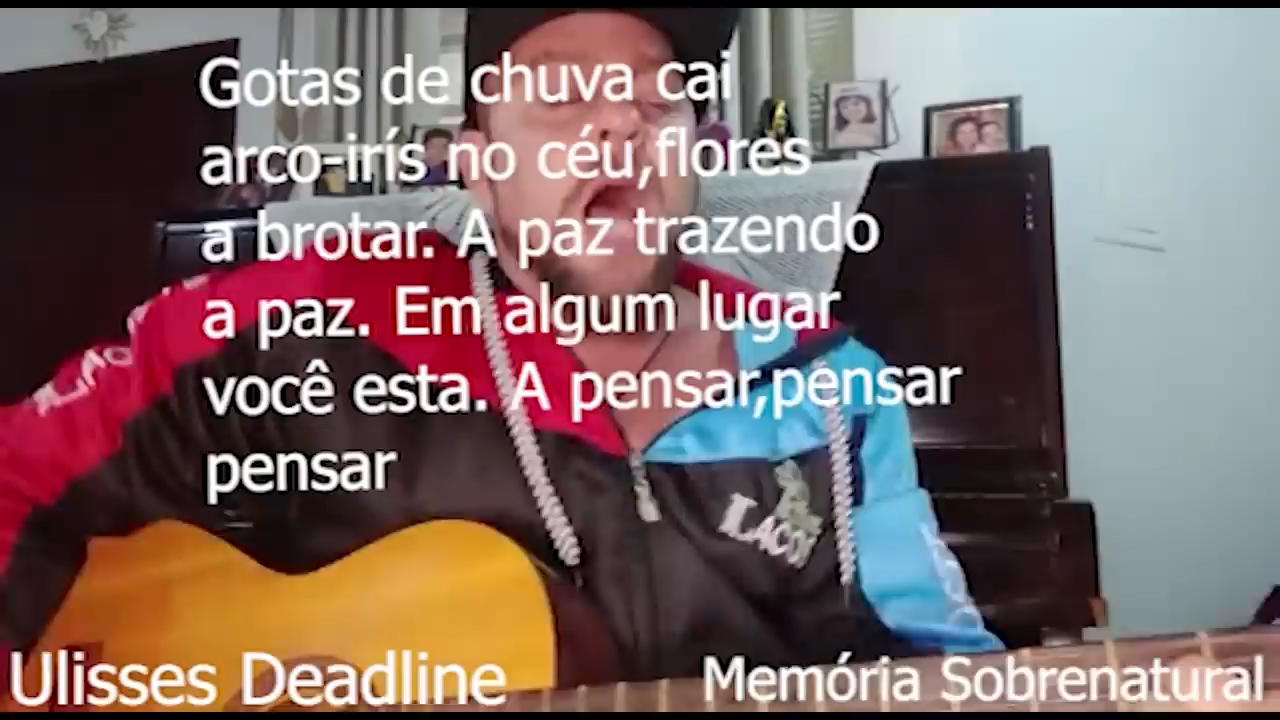 Gotas de chuva cai
arco-irís no céu,flores
a brotar. A paz trazendo
a paz. Em algum lugar
você esta. A pensar,pensar
pensar
LACOS
Ulisses Deadline
Memória Sobrenatural